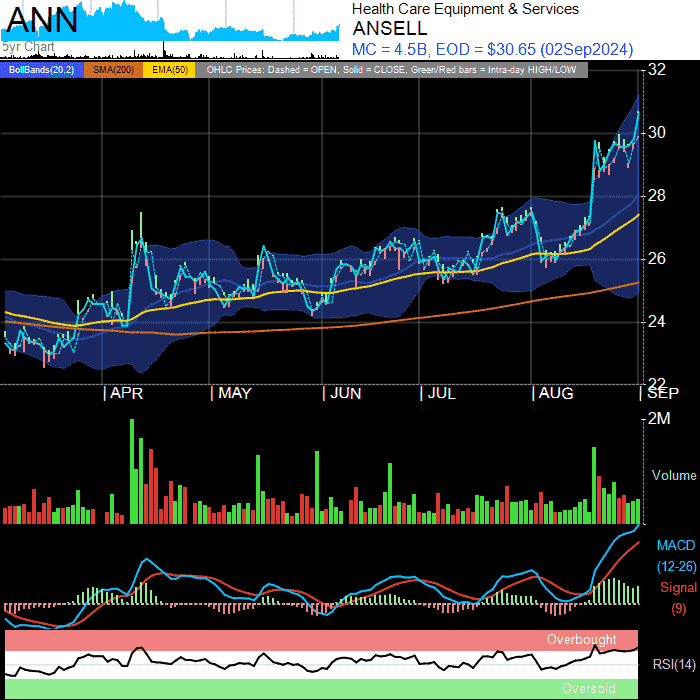 ANN
5yr Chart
Health Care Equipment & Services
ANSELL
MC = 4.5B, EOD = $30.65 (02Sep2024)
BollBands(20,2) SMA(200) EMA(50) OHLC Prices: Dashed = OPEN, Solid = CLOSE, Green/Red bars = Intra-day HIGH/LOW
32
30
28
26
24
22
APR MAY JUN JUL AUG SEP
2M
Volume
MACD
(12-26)
Signal
(9)
Overbought
RSI(14)
Oversold